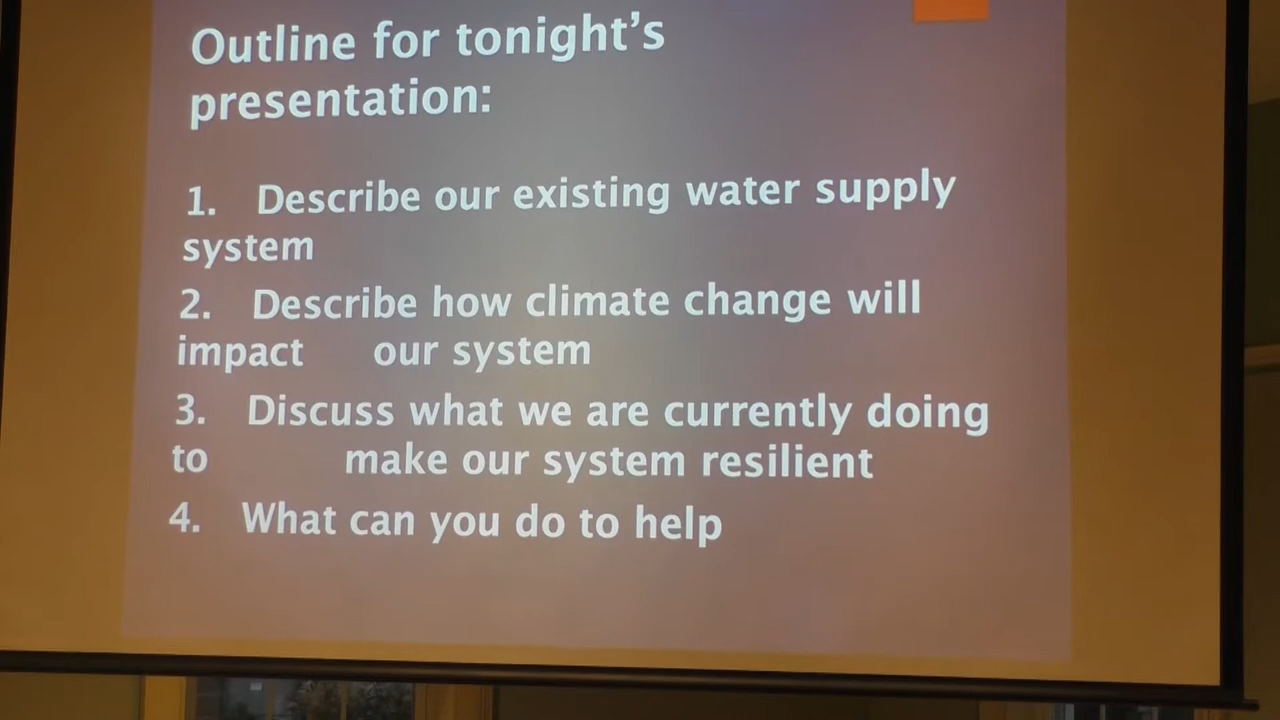 Outline for tonight’s
presentation:
1. Describe our existing water supply
system
2. Describe how climate change will
impact our system
3. Discuss what we are currently doing
to make our system resilient
4. What can you do to help